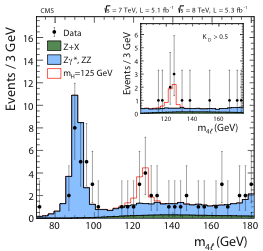 CMS
√s = 7 TeV, L = 5.1 fb⁻¹ √s = 8 TeV, L = 5.3 fb⁻¹
Events / 3 GeV
16
14
12
10
8
6
4
2
0
80 100 120 140 160 180
m4ℓ (GeV)
Data
Z+X
Zγ*, ZZ
mH=125 GeV
Events / 3 GeV
6
5
4
3
2
1
0
120 140 160
m4ℓ (GeV)
KD > 0.5